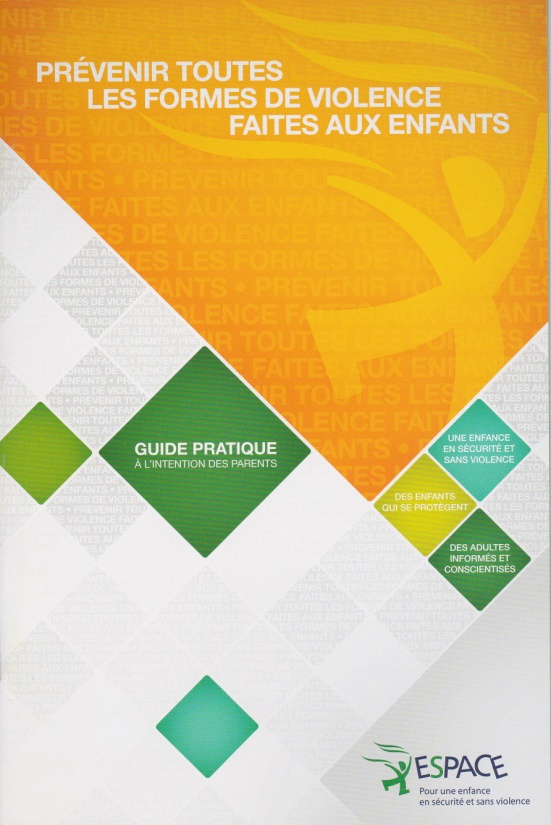 PRÉVENIR TOUTES
LES FORMES DE VIOLENCE
FAITES AUX ENFANTS
GUIDE PRATIQUE
À L'INTENTION DES PARENTS
UNE ENFANCE
EN SÉCURITÉ ET
SANS VIOLENCE
DES ENFANTS
QUI SE PROTÈGENT
DES ADULTES
INFORMÉS ET
CONSCIENTISÉS
ESPACE
Pour une enfance
en sécurité et sans violence